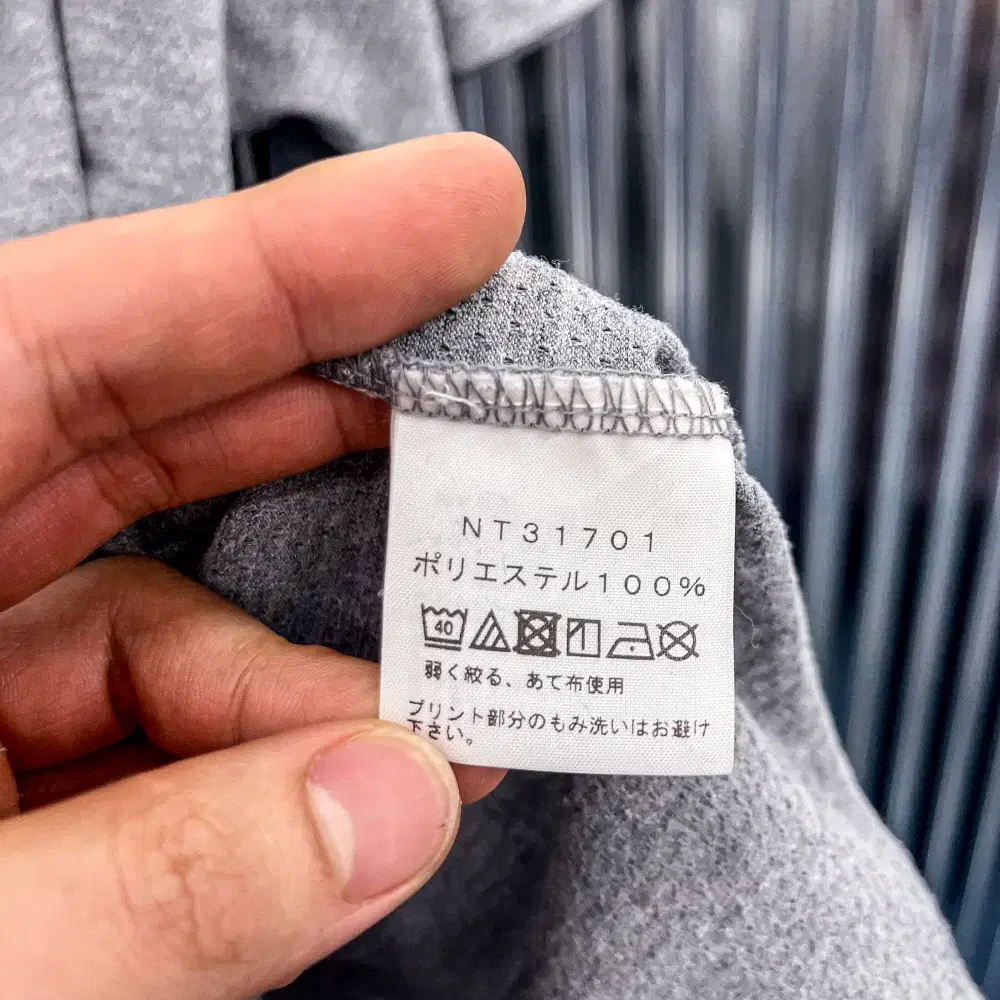 NT31701
ポリエステル100%
40
弱く絞る、あて布使用
プリント部分のもみ洗いはお避け
下さい。